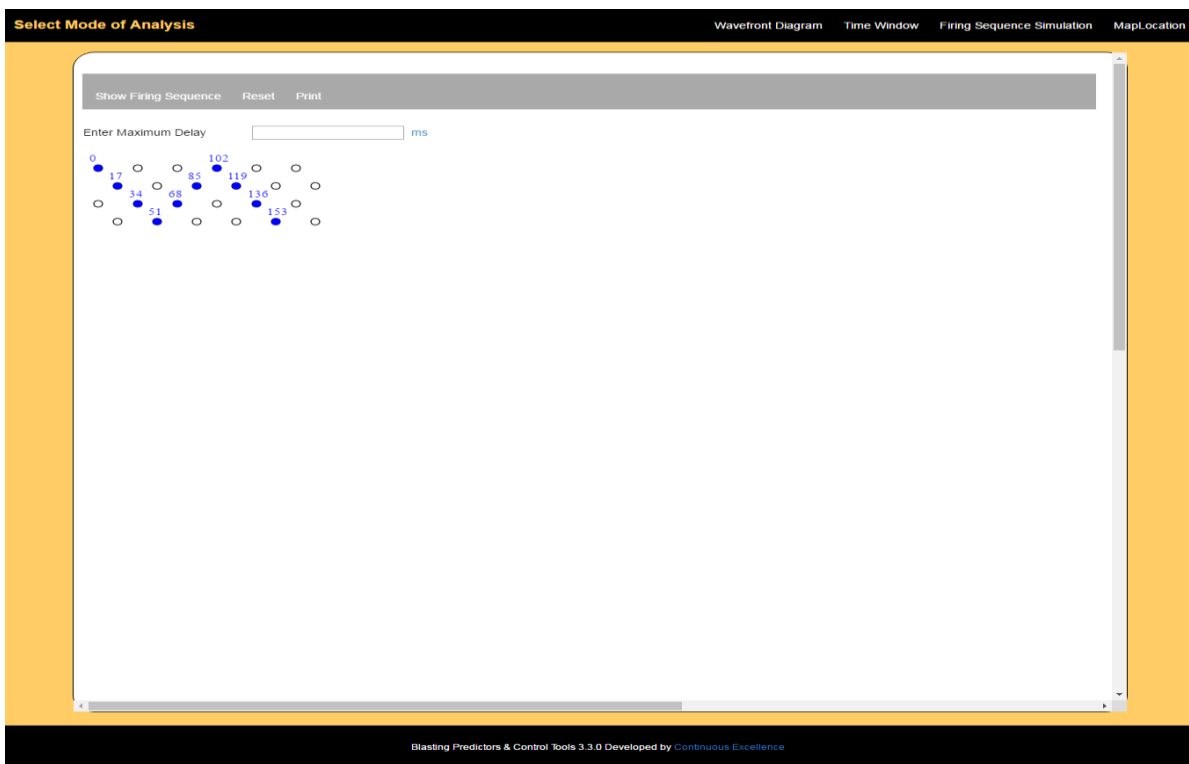 Select Mode of Analysis Wavefront Diagram Time Window Firing Sequence Simulation MapLocation
Show Firing Sequence Reset Print
Enter Maximum Delay ms
0 102
17 85 119
34 68 136
51 153
Blasting Predictors & Control Tools 3.3.0 Developed by Continuous Excellence